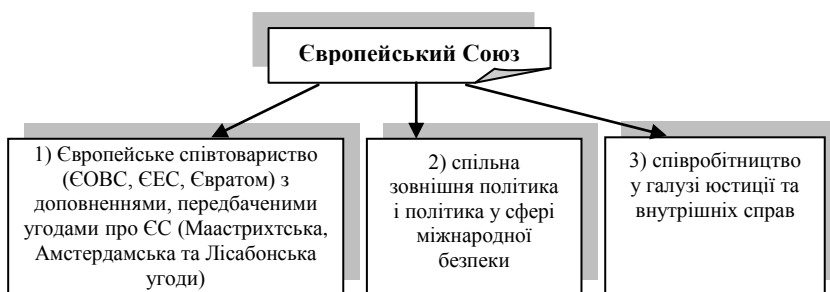 Європейський Союз
1) Європейське співтовариство
(ЄОВС, ЄЕС, Євратом) з
доповненнями, передбаченими
угодами про ЄС (Маастрихтська,
Амстердамська та Лісабонська
угоди)
2) спільна
зовнішня політика
і політика у сфері
міжнародної
безпеки
3) співробітництво
у галузі юстиції та
внутрішніх справ